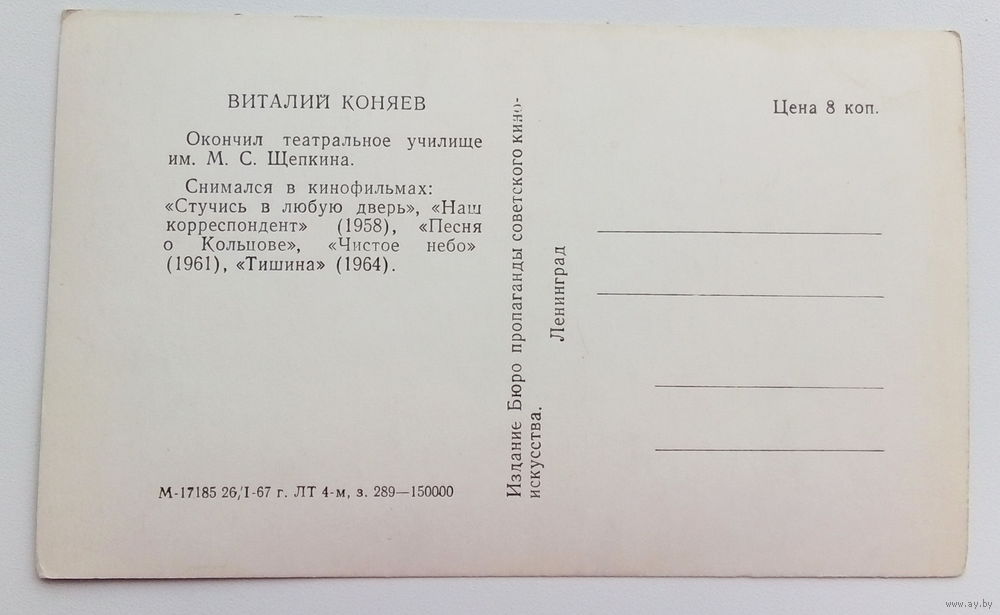 ВИТАЛИЙ КОНЯЕВ
Окончил театральное училище
им. М. С. Щепкина.
Снимался в кинофильмах:
«Стучись в любую дверь», «Наш
корреспондент» (1958), «Песня
о Кольцове», «Чистое небо»
(1961), «Тишина» (1964).
М-17185 26/I-67 г. ЛТ 4-м, з. 289—150000
Издание Бюро пропаганды советского кино-
искусства.
Ленинград
Цена 8 коп.
www.ay.by